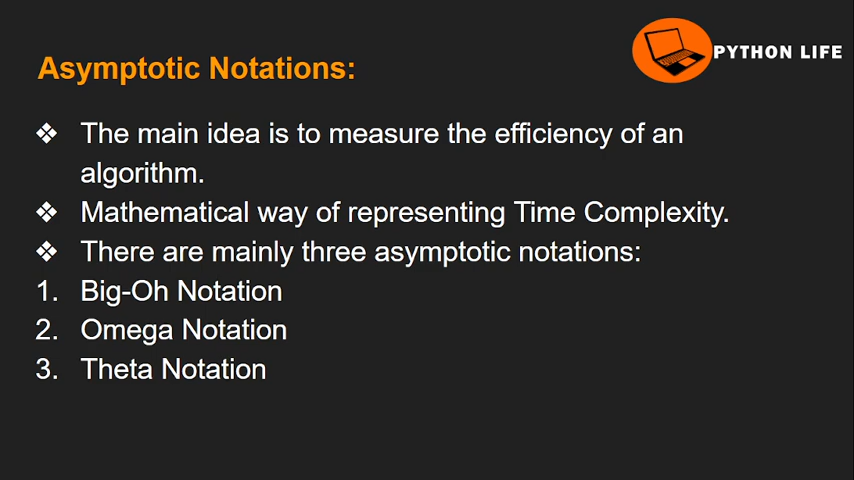 PYTHON LIFE
Asymptotic Notations:
❖ The main idea is to measure the efficiency of an
algorithm.
❖ Mathematical way of representing Time Complexity.
❖ There are mainly three asymptotic notations:
1. Big-Oh Notation
2. Omega Notation
3. Theta Notation